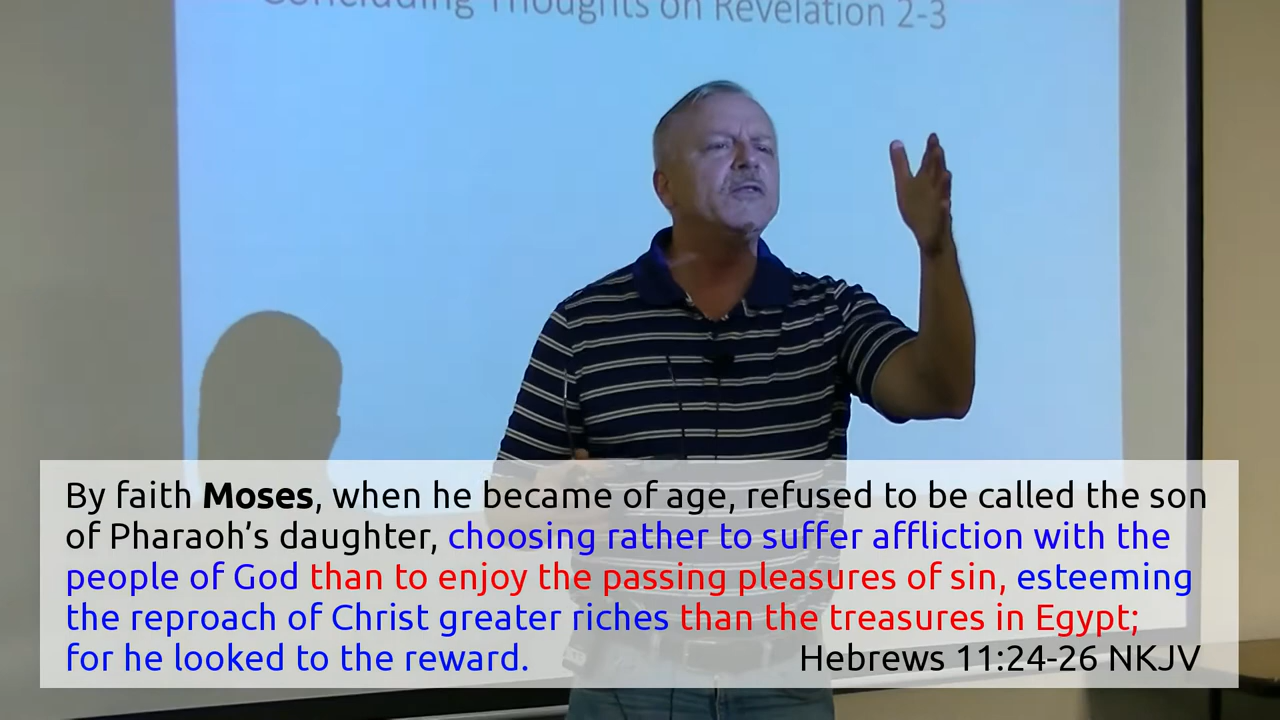 Concluding Thoughts on Revelation 2-3
By faith Moses, when he became of age, refused to be called the son
of Pharaoh’s daughter, choosing rather to suffer affliction with the
people of God than to enjoy the passing pleasures of sin, esteeming
the reproach of Christ greater riches than the treasures in Egypt;
for he looked to the reward. Hebrews 11:24-26 NKJV